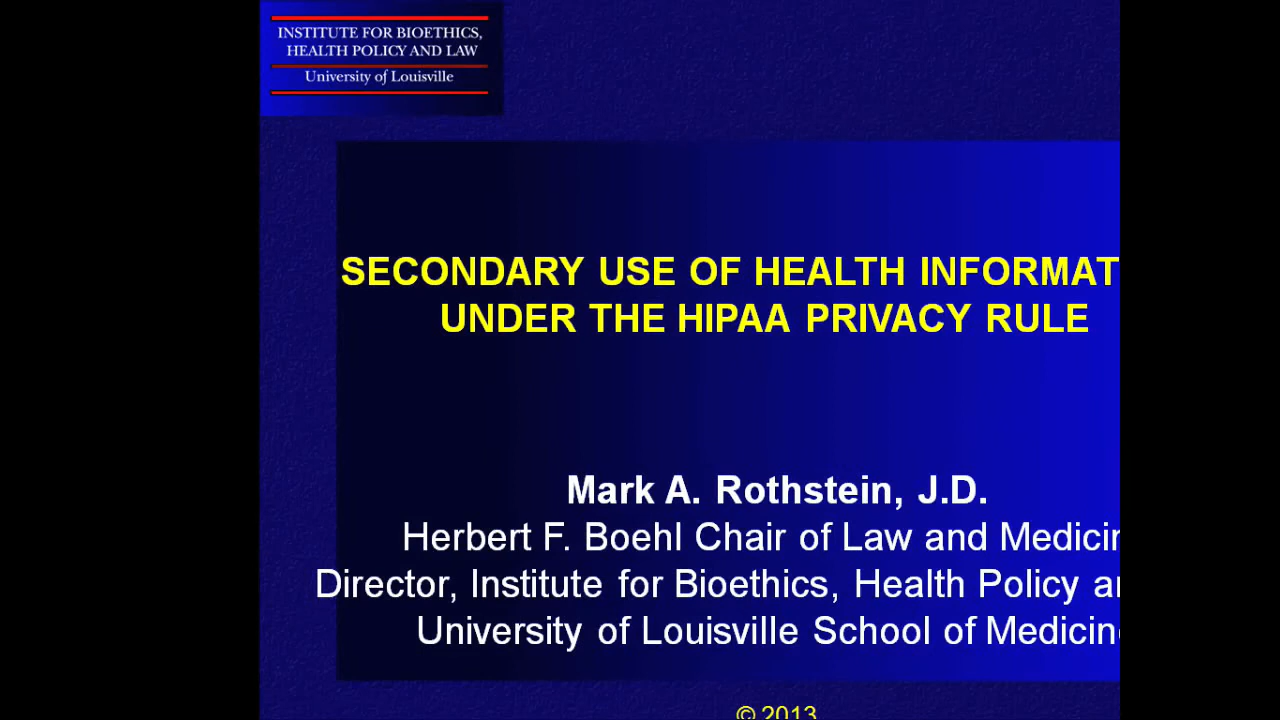 INSTITUTE FOR BIOETHICS,
HEALTH POLICY AND LAW
University of Louisville
SECONDARY USE OF HEALTH INFORMAT
UNDER THE HIPAA PRIVACY RULE
Mark A. Rothstein, J.D.
Herbert F. Boehl Chair of Law and Medicin
Director, Institute for Bioethics, Health Policy an
University of Louisville School of Medicin
© 2013